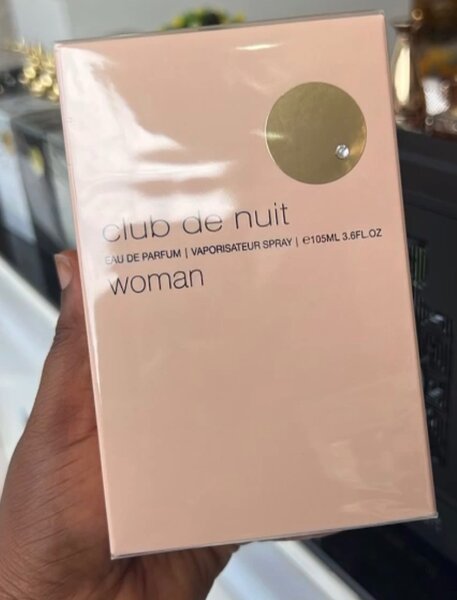 club de nuit
EAU DE PARFUM | VAPORISATEUR SPRAY | ℮105ML 3.6FL.OZ
woman